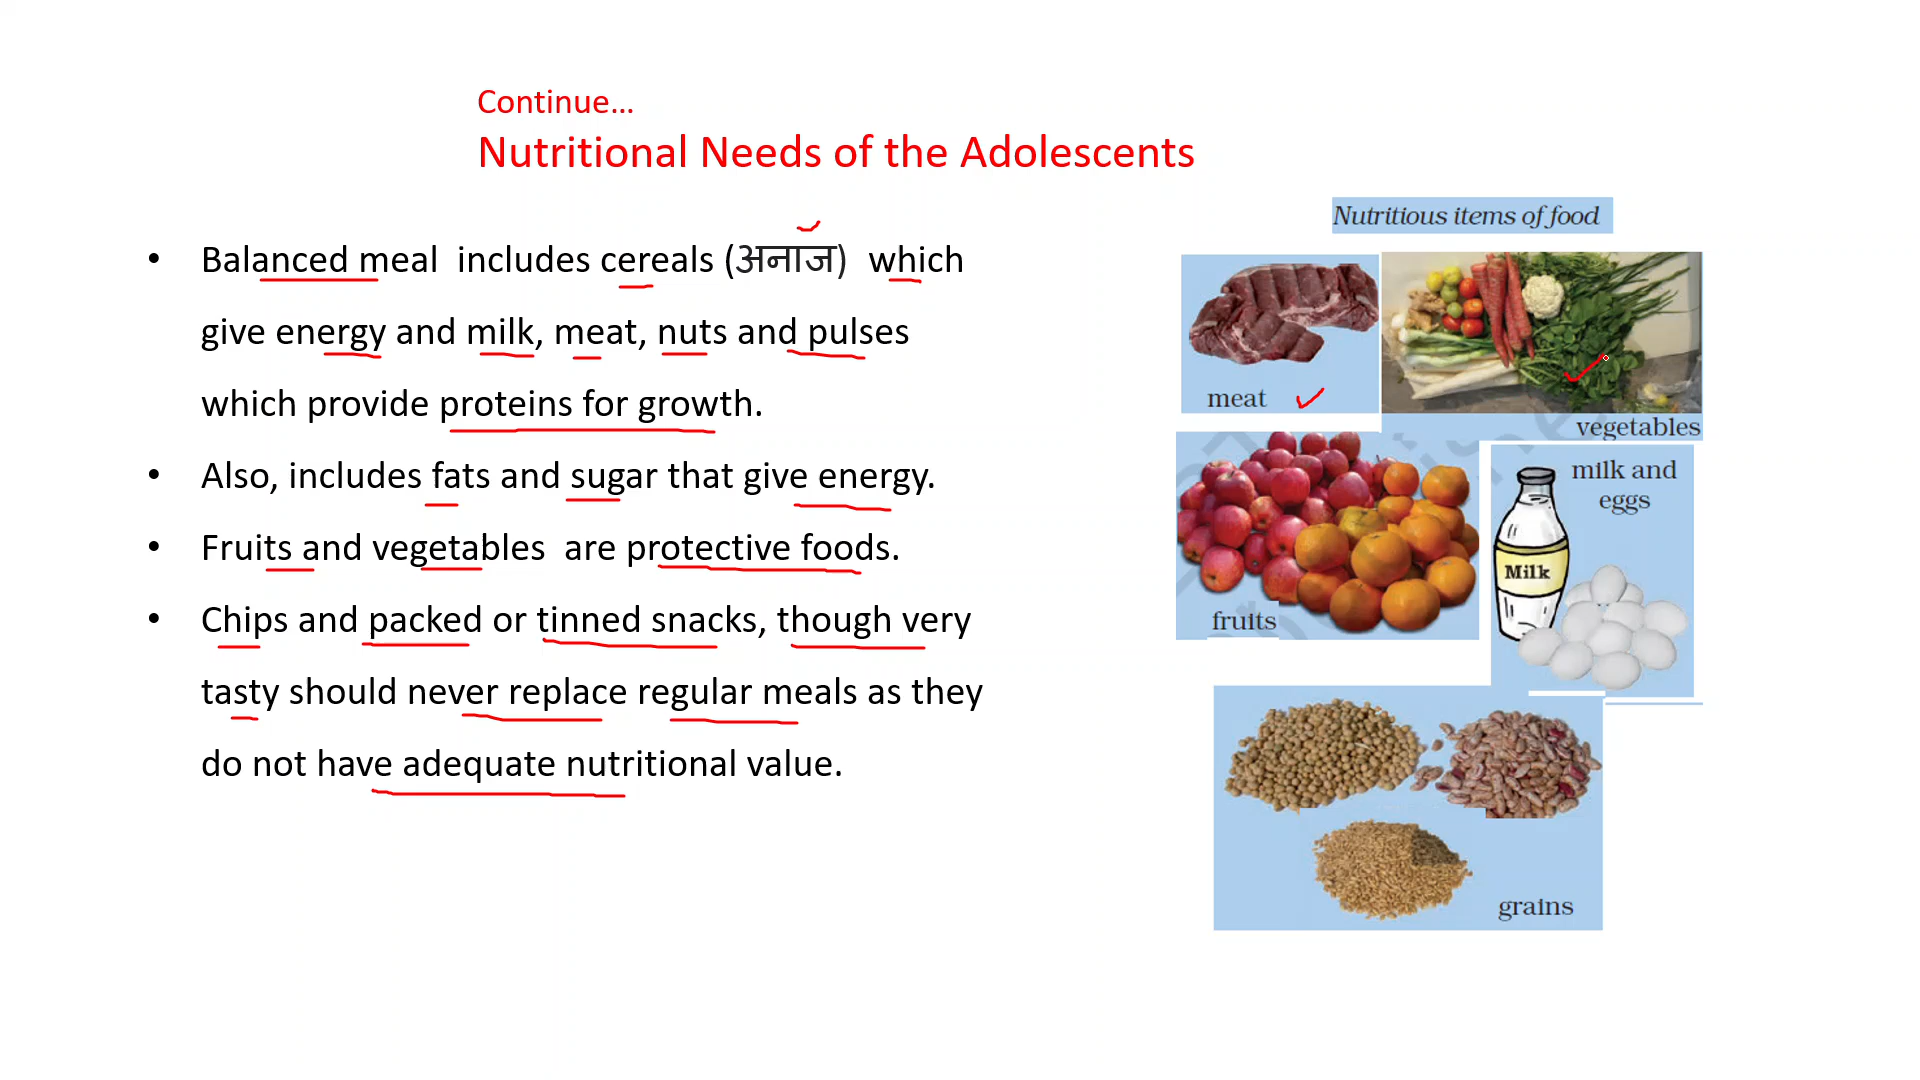 Continue…
Nutritional Needs of the Adolescents
• Balanced meal includes cereals (अनाज) which
give energy and milk, meat, nuts and pulses
which provide proteins for growth.
• Also, includes fats and sugar that give energy.
• Fruits and vegetables are protective foods.
• Chips and packed or tinned snacks, though very
tasty should never replace regular meals as they
do not have adequate nutritional value.
Nutritious items of food
meat
vegetables
fruits
milk and
eggs
Milk
grains